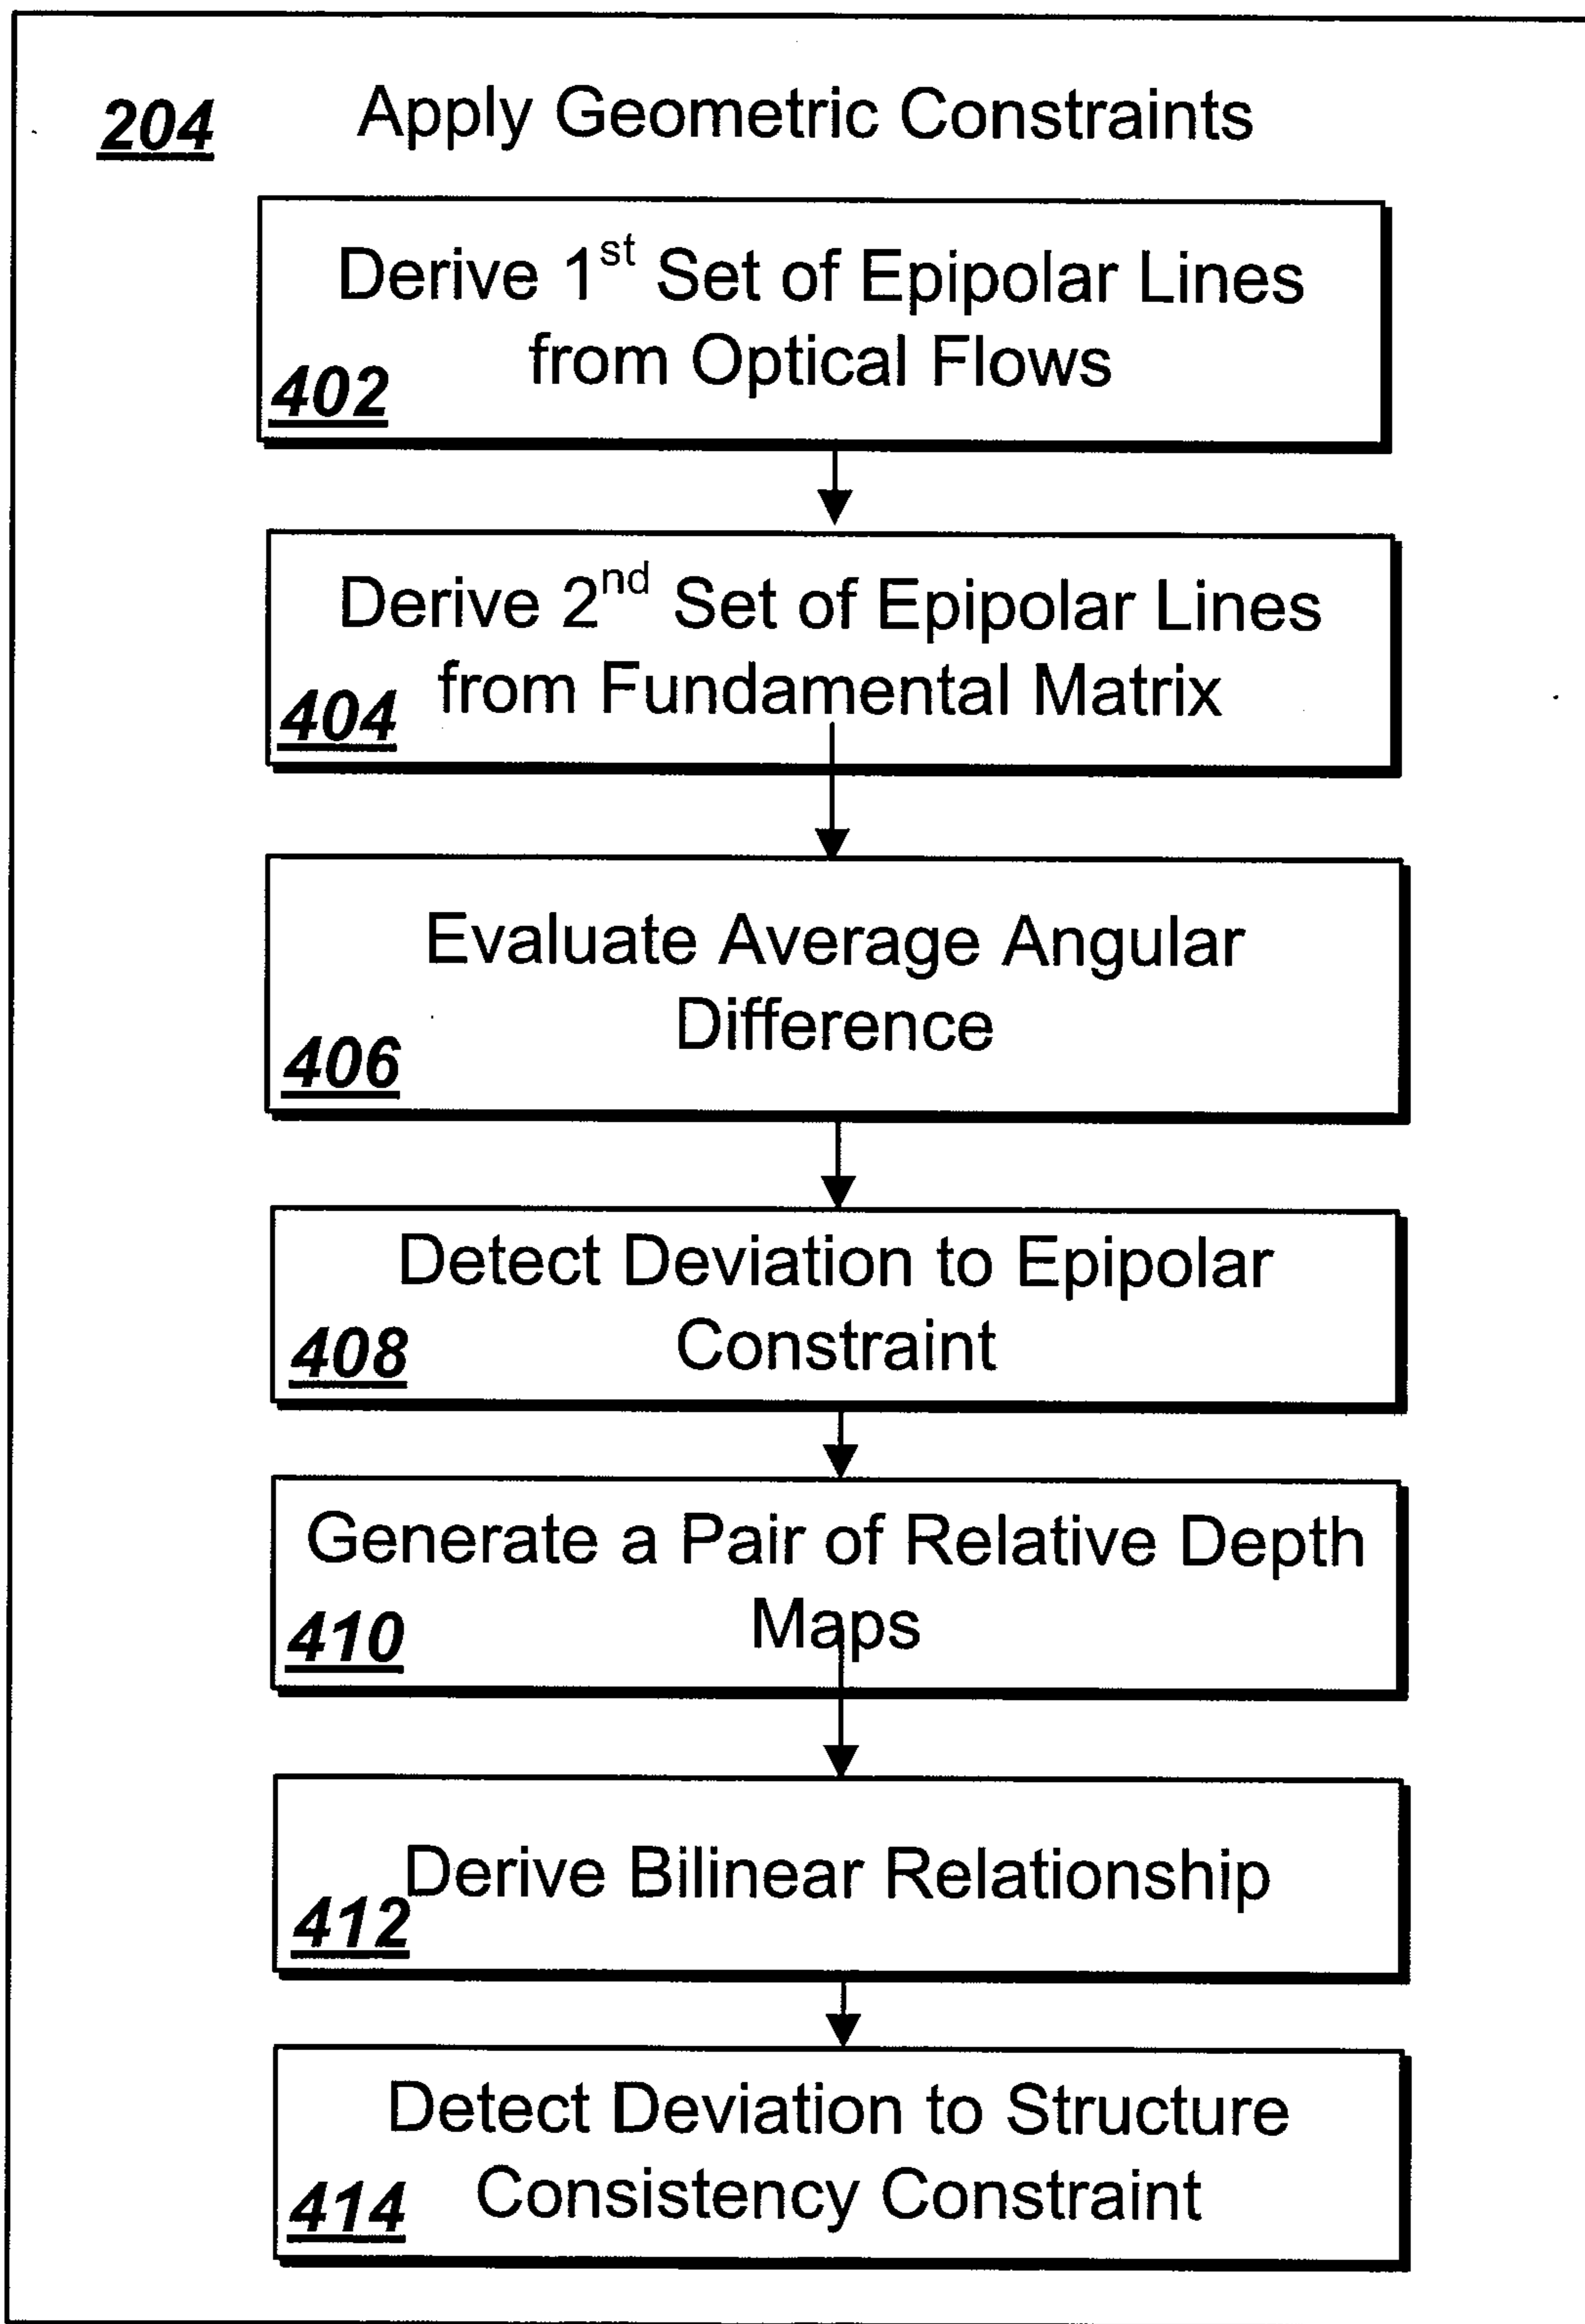 204 Apply Geometric Constraints
Derive 1st Set of Epipolar Lines
from Optical Flows
402
Derive 2nd Set of Epipolar Lines
from Fundamental Matrix
404
Evaluate Average Angular
Difference
406
Detect Deviation to Epipolar
Constraint
408
Generate a Pair of Relative Depth
Maps
410
Derive Bilinear Relationship
412
Detect Deviation to Structure
Consistency Constraint
414